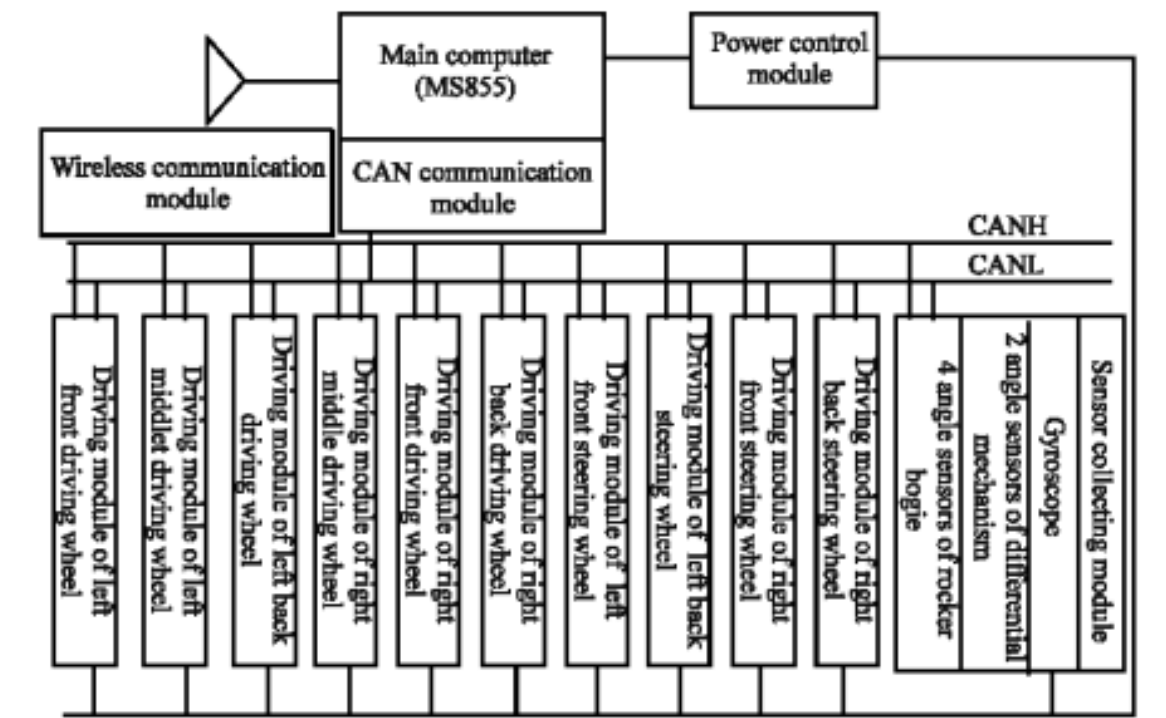 Main computer
(MS855)
Power control
module
Wireless communication
module
CAN communication
module
CANH
CANL
Driving module of left
front driving wheel
Driving module of left
middlet driving wheel
Driving module of left back
driving wheel
Driving module of right
middle driving wheel
Driving module of right
front driving wheel
Driving module of right
back driving wheel
Driving module of left
front steering wheel
Driving module of left back
steering wheel
Driving module of right
front steering wheel
Driving module of right
back steering wheel
4 angle sensors of rocker
bogie
2 angle sensors of differential
mechanism
Gyroscope
Sensor collecting module